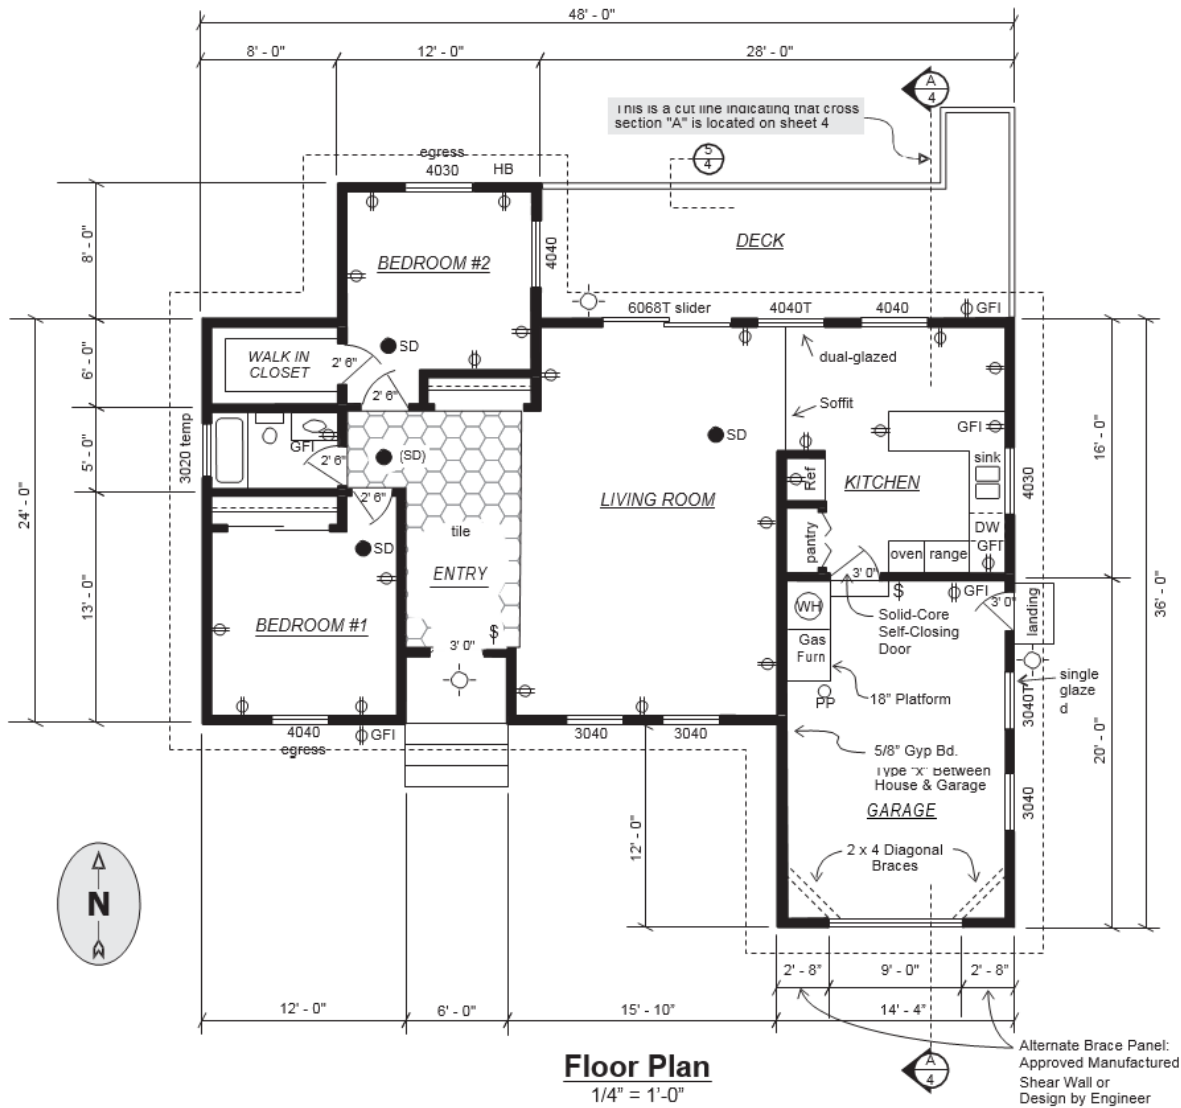 48' - 0"
8' - 0"
12' - 0"
28' - 0"
A
4
This is a cut line indicating that cross
section "A" is located on sheet 4
5
4
egress
4030
HB
DECK
8' - 0"
BEDROOM #2
4040
6068T slider
4040T
4040
GFI
SD
WALK IN
CLOSET
2' 6"
dual-glazed
6' - 0"
2' 6"
Soffit
3020 temp
5' - 0"
GFI
2' 6"
(SD)
SD
GFI
16' - 0"
sink
Ref
KITCHEN
4030
24' - 0"
2' 6"
LIVING ROOM
DW
GFI
tile
pantry
oven
range
SD
ENTRY
3' 0"
36' - 0"
13' - 0"
BEDROOM #1
$
3' 0"
WH
Gas
Furn
$
GFI
3' 0"
landing
Solid-Core
Self-Closing
Door
single
glaze
d
18" Platform
PP
3040T
4040
egress
GFI
3040
3040
5/8" Gyp Bd.
Type "x" Between
House & Garage
20' - 0"
GARAGE
3040
12' - 0"
2 x 4 Diagonal
Braces
N
2' - 8"
9' - 0"
2' - 8"
12' - 0"
6' - 0"
15' - 10"
14' - 4"
Alternate Brace Panel:
Approved Manufactured
Shear Wall or
Design by Engineer
A
4
Floor Plan
1/4" = 1'-0"